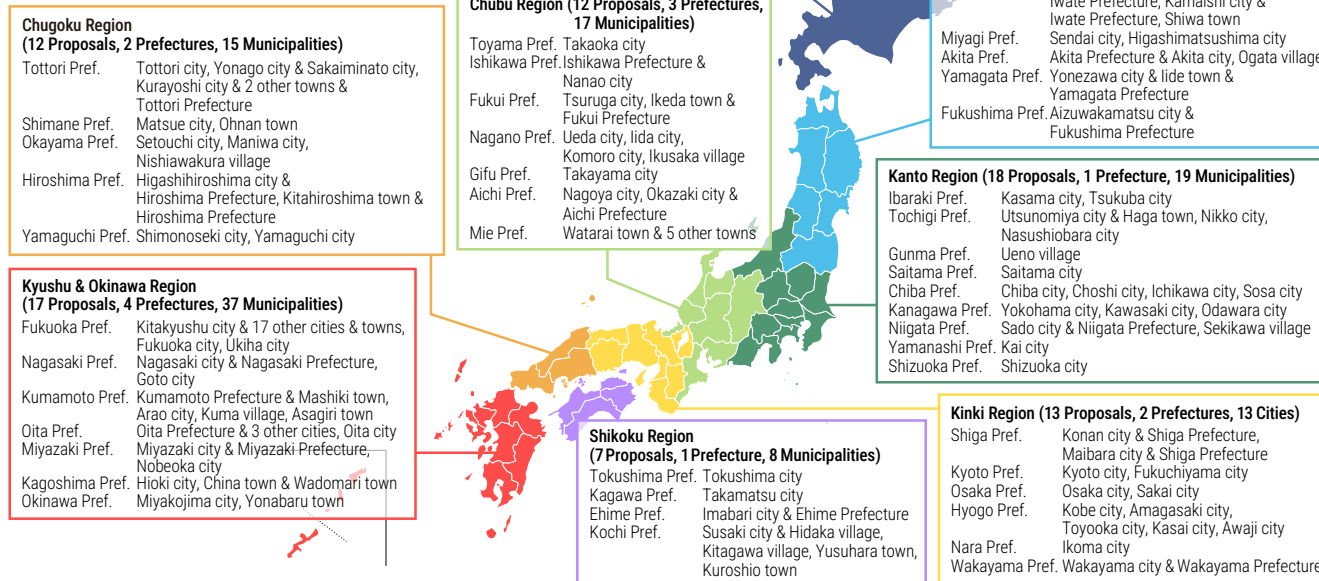 Chugoku Region
(12 Proposals, 2 Prefectures, 15 Municipalities)
Tottori Pref. Tottori city, Yonago city & Sakaiminato city,
Kurayoshi city & 2 other towns &
Tottori Prefecture
Shimane Pref. Matsue city, Ohnan town
Okayama Pref. Setouchi city, Maniwa city,
Nishiawakura village
Hiroshima Pref. Higashihiroshima city &
Hiroshima Prefecture, Kitahiroshima town &
Hiroshima Prefecture
Yamaguchi Pref. Shimonoseki city, Yamaguchi city
Kyushu & Okinawa Region
(17 Proposals, 4 Prefectures, 37 Municipalities)
Fukuoka Pref. Kitakyushu city & 17 other cities & towns,
Fukuoka city, Ukiha city
Nagasaki Pref. Nagasaki city & Nagasaki Prefecture,
Goto city
Kumamoto Pref. Kumamoto Prefecture & Mashiki town,
Arao city, Kuma village, Asagiri town
Oita Pref. Oita Prefecture & 3 other cities, Oita city
Miyazaki Pref. Miyazaki city & Miyazaki Prefecture,
Nobeoka city
Kagoshima Pref. Hioki city, China town & Wadomari town
Okinawa Pref. Miyakojima city, Yonabaru town
Chubu Region (12 Proposals, 3 Prefectures,
17 Municipalities)
Toyama Pref. Takaoka city
Ishikawa Pref. Ishikawa Prefecture &
Nanao city
Fukui Pref. Tsuruga city, Ikeda town &
Fukui Prefecture
Nagano Pref. Ueda city, Iida city,
Komoro city, Ikusaka village
Gifu Pref. Takayama city
Aichi Pref. Nagoya city, Okazaki city &
Aichi Prefecture
Mie Pref. Watarai town & 5 other towns
Shikoku Region
(7 Proposals, 1 Prefecture, 8 Municipalities)
Tokushima Pref. Tokushima city
Kagawa Pref. Takamatsu city
Ehime Pref. Imabari city & Ehime Prefecture
Kochi Pref. Susaki city & Hidaka village,
Kitagawa village, Yusuhara town,
Kuroshio town
Iwate Prefecture, Kamaishi city &
Iwate Prefecture, Shiwa town
Miyagi Pref. Sendai city, Higashimatsushima city
Akita Pref. Akita Prefecture & Akita city, Ogata village
Yamagata Pref. Yonezawa city & Iide town &
Yamagata Prefecture
Fukushima Pref. Aizuwakamatsu city &
Fukushima Prefecture
Kanto Region (18 Proposals, 1 Prefecture, 19 Municipalities)
Ibaraki Pref. Kasama city, Tsukuba city
Tochigi Pref. Utsunomiya city & Haga town, Nikko city,
Nasushiobara city
Gunma Pref. Ueno village
Saitama Pref. Saitama city
Chiba Pref. Chiba city, Choshi city, Ichikawa city, Sosa city
Kanagawa Pref. Yokohama city, Kawasaki city, Odawara city
Niigata Pref. Sado city & Niigata Prefecture, Sekikawa village
Yamanashi Pref. Kai city
Shizuoka Pref. Shizuoka city
Kinki Region (13 Proposals, 2 Prefectures, 13 Cities)
Shiga Pref. Konan city & Shiga Prefecture,
Maibara city & Shiga Prefecture
Kyoto Pref. Kyoto city, Fukuchiyama city
Osaka Pref. Osaka city, Sakai city
Hyogo Pref. Kobe city, Amagasaki city,
Toyooka city, Kasai city, Awaji city
Nara Pref. Ikoma city
Wakayama Pref. Wakayama city & Wakayama Prefecture